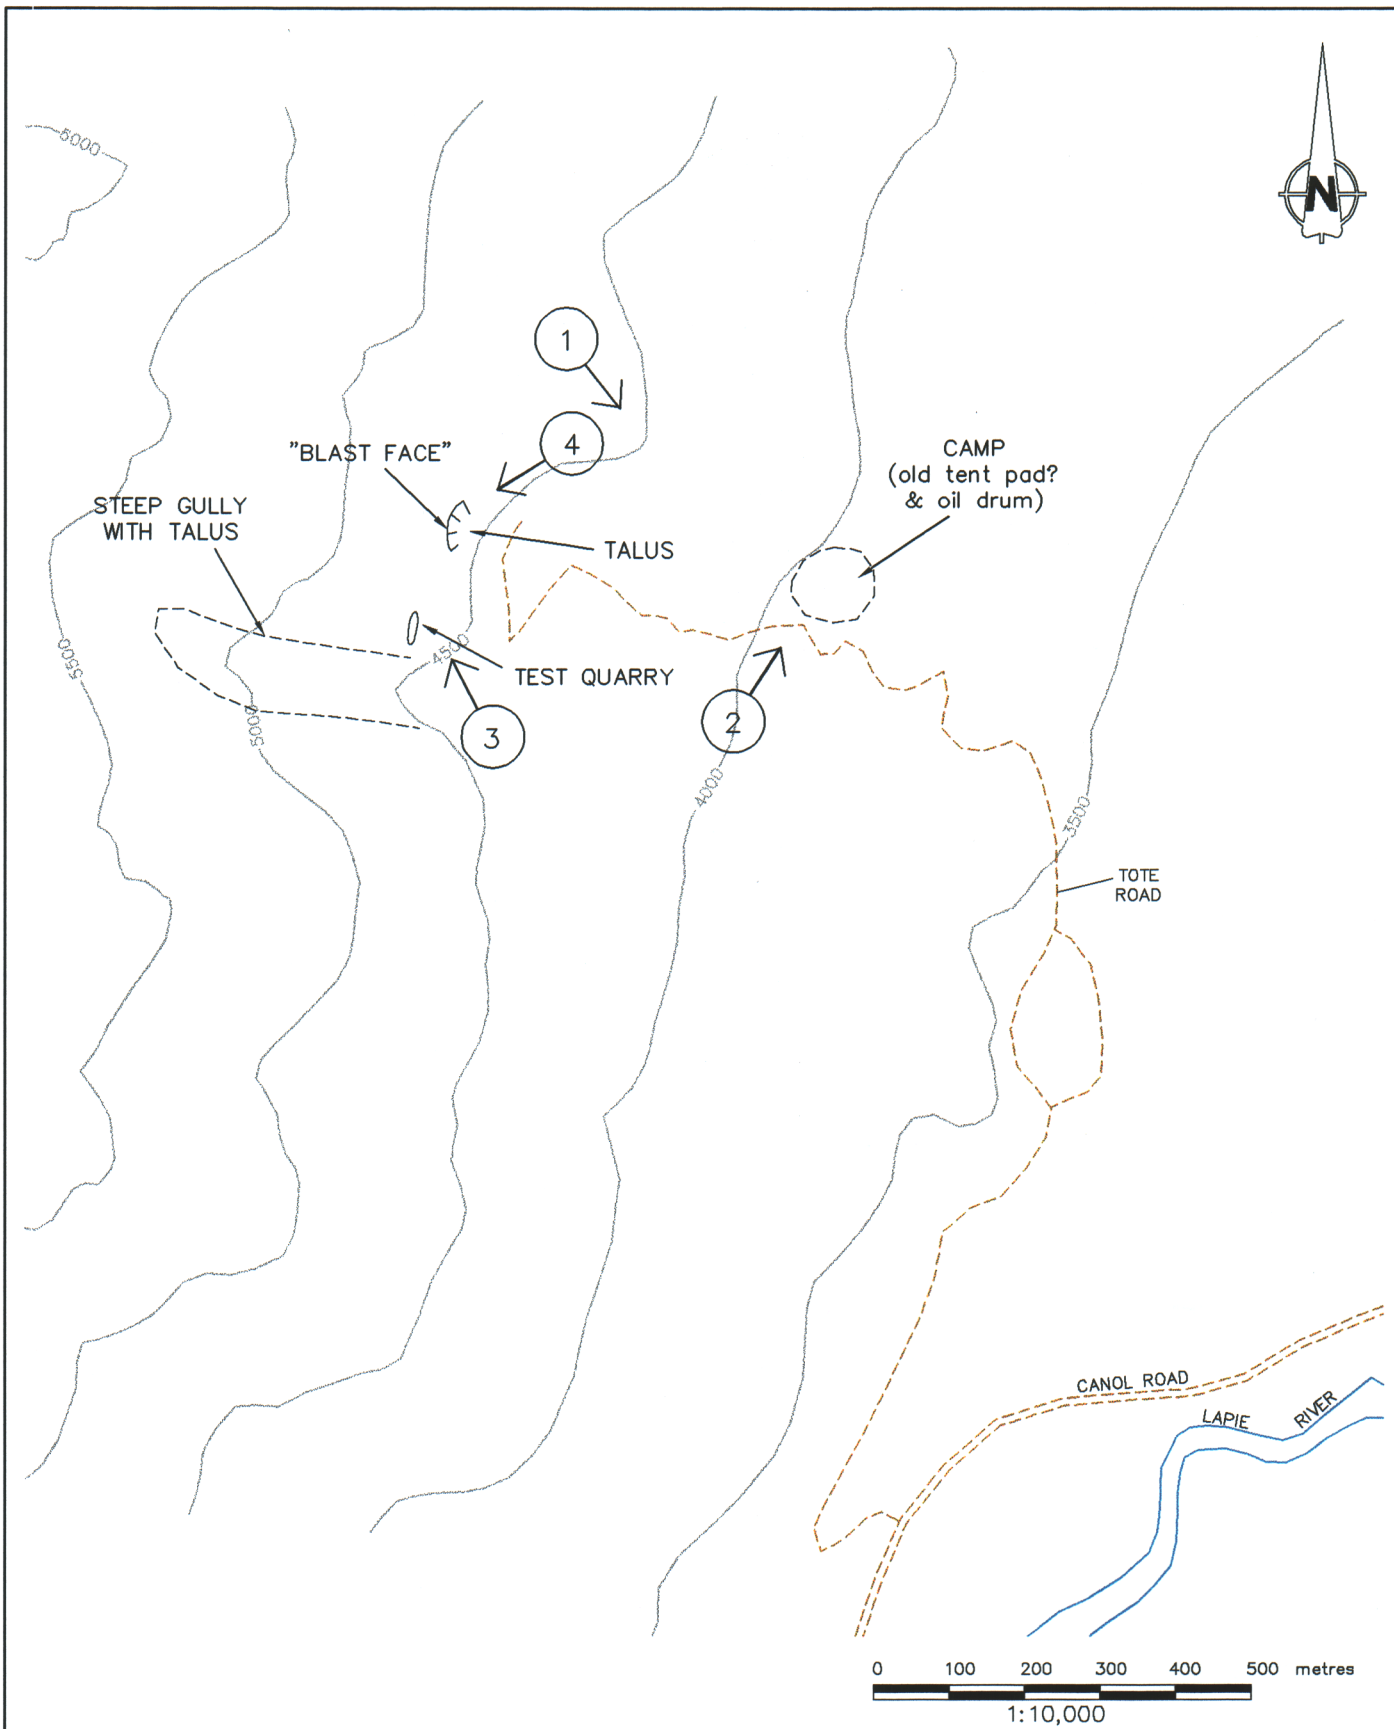 5000
N
1
4
"BLAST FACE"
CAMP
(old tent pad?
& oil drum)
STEEP GULLY
WITH TALUS
TALUS
4500
TEST QUARRY
5500
5000
3
2
4000
3500
TOTE
ROAD
CANOL ROAD
LAPIE RIVER
0 100 200 300 400 500 metres
1:10,000